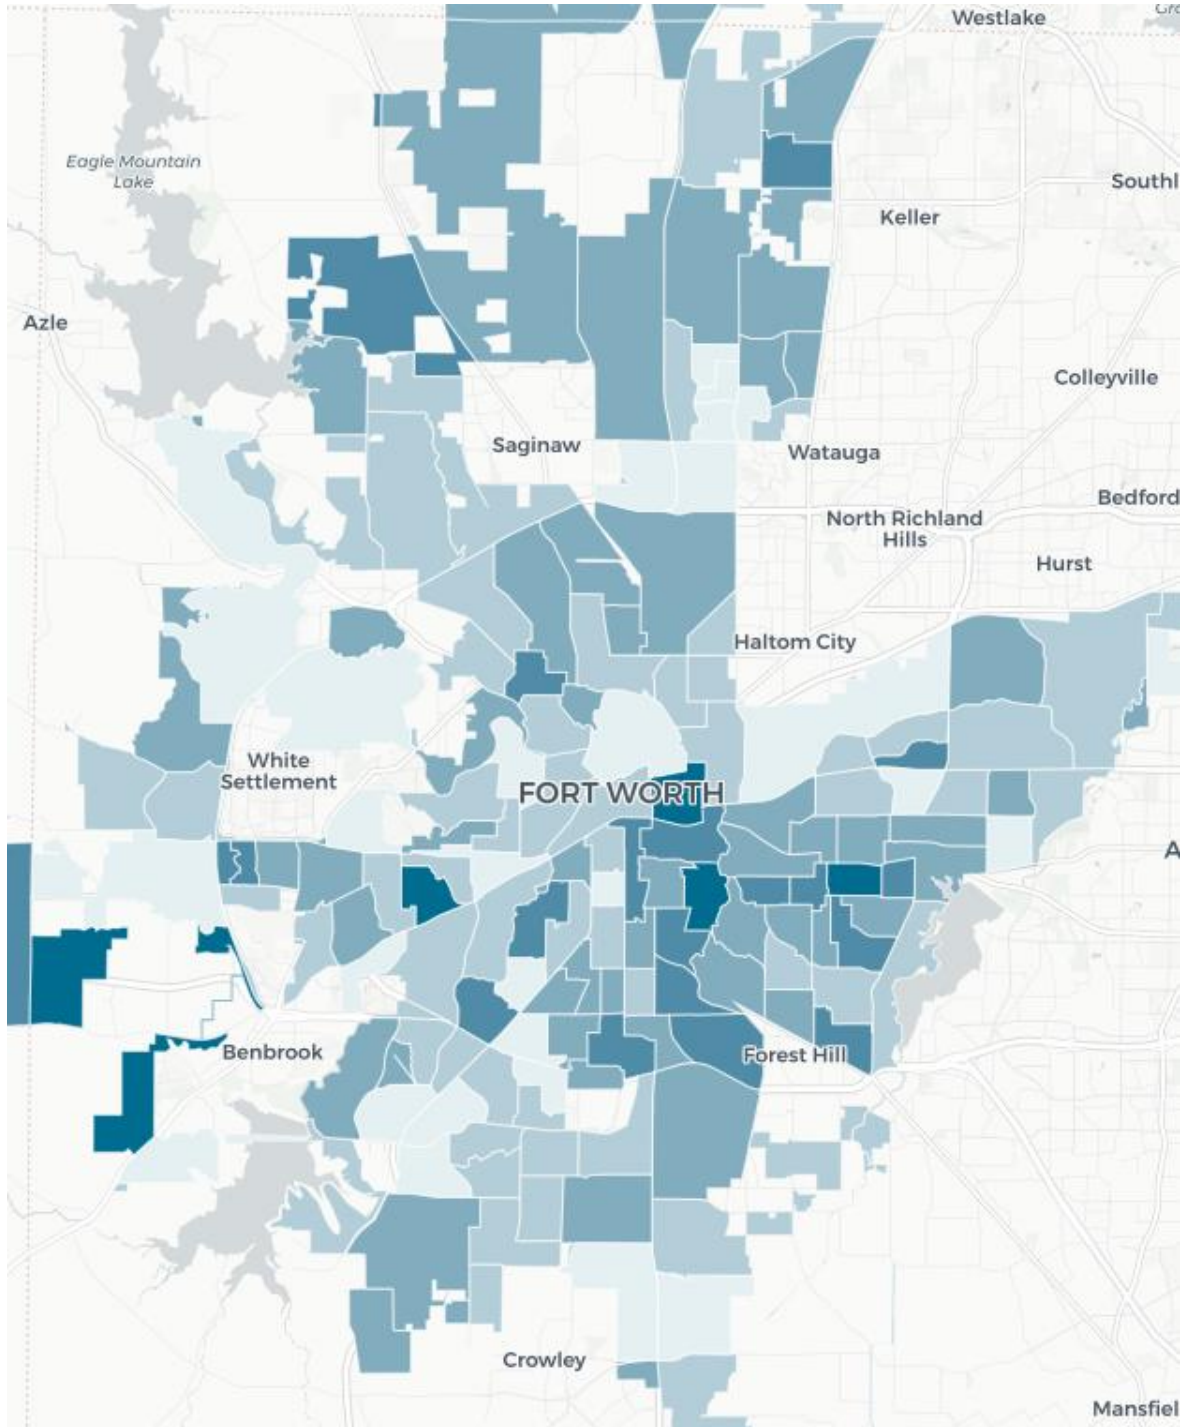 Westlake
Gra
Eagle Mountain
Lake
Southl
Keller
Azle
Colleyville
Saginaw
Watauga
Bedford
North Richland
Hills
Hurst
Haltom City
White
Settlement
FORT WORTH
A
Benbrook
Forest Hill
Crowley
Mansfiel